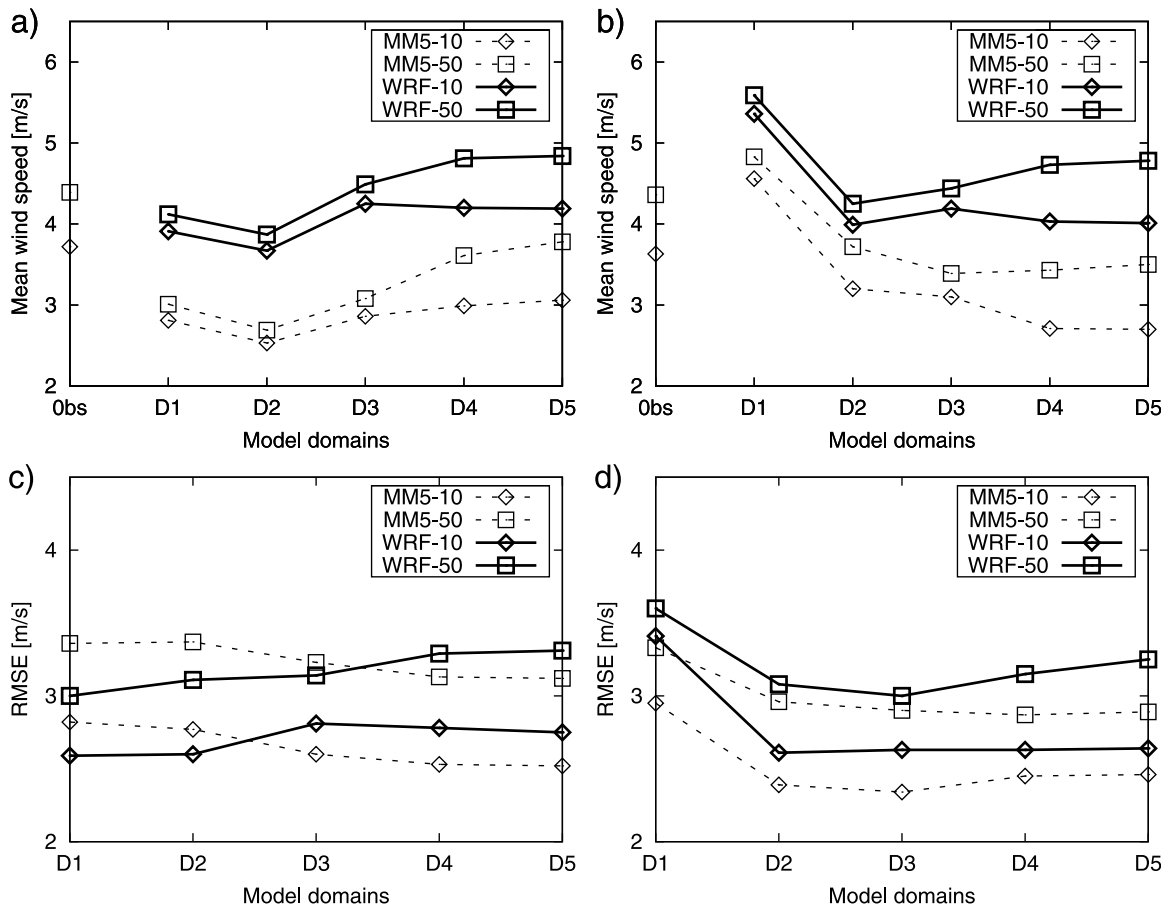 a)
Mean wind speed [m/s]
6
5
4
3
2
MM5-10
MM5-50
WRF-10
WRF-50
0bs D1 D2 D3 D4 D5
Model domains
b)
Mean wind speed [m/s]
6
5
4
3
2
MM5-10
MM5-50
WRF-10
WRF-50
0bs D1 D2 D3 D4 D5
Model domains
c)
RMSE [m/s]
4
3
2
MM5-10
MM5-50
WRF-10
WRF-50
D1 D2 D3 D4 D5
Model domains
d)
RMSE [m/s]
4
3
2
MM5-10
MM5-50
WRF-10
WRF-50
D1 D2 D3 D4 D5
Model domains